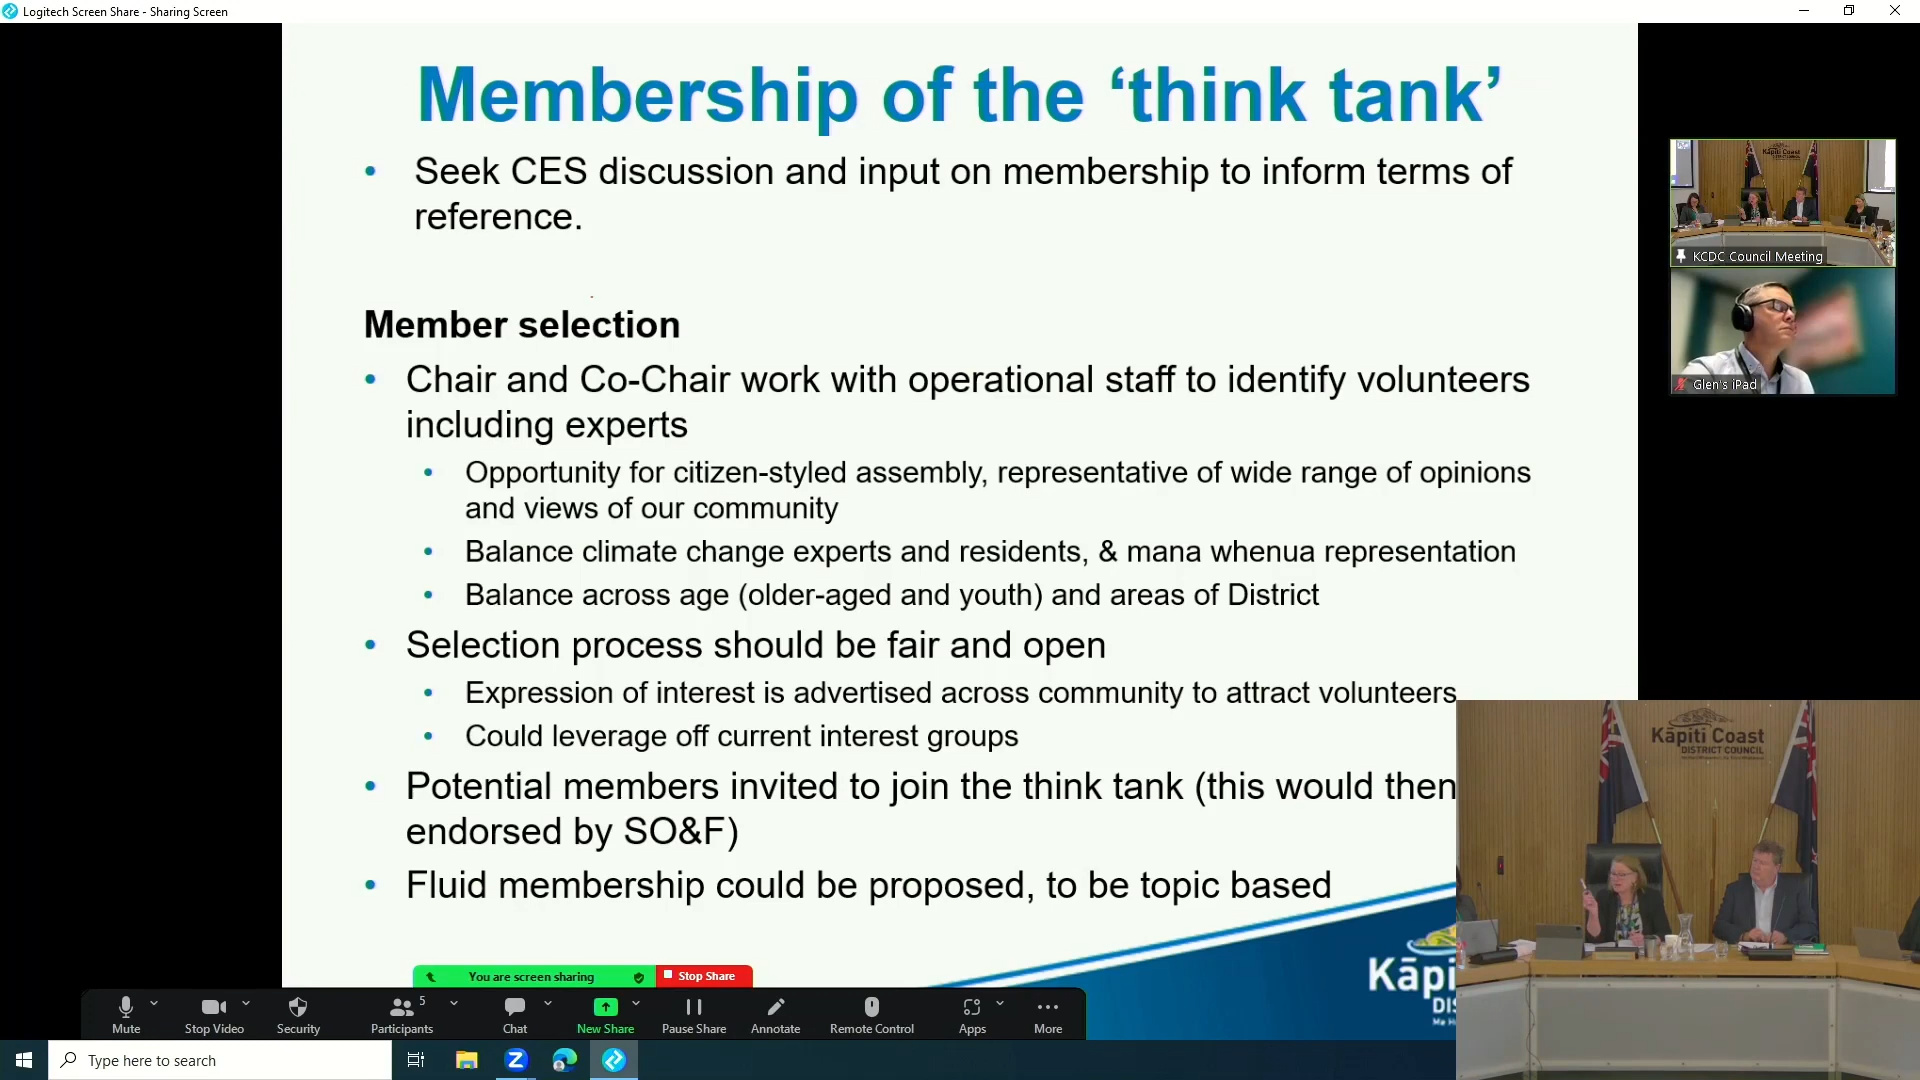 Logitech Screen Share - Sharing Screen
Membership of the ‘think tank’
• Seek CES discussion and input on membership to inform terms of
reference.
Member selection
• Chair and Co-Chair work with operational staff to identify volunteers
including experts
• Opportunity for citizen-styled assembly, representative of wide range of opinions
and views of our community
• Balance climate change experts and residents, & mana whenua representation
• Balance across age (older-aged and youth) and areas of District
• Selection process should be fair and open
• Expression of interest is advertised across community to attract volunteers
• Could leverage off current interest groups
• Potential members invited to join the think tank (this would then
endorsed by SO&F)
• Fluid membership could be proposed, to be topic based
Kāpiti Coast
KCDC Council Meeting
Glen's iPad
Kāpiti Coast
DISTRICT COUNCIL
Kāpi
DIS
You are screen sharing
Stop Share
Mute
Stop Video
Security
Participants
5
Chat
New Share
Pause Share
Annotate
Remote Control
Apps
More
Type here to search